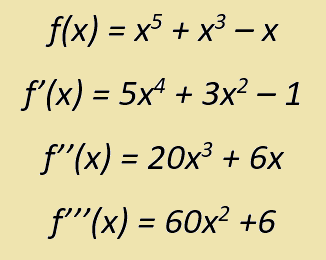 f(x) = x⁵ + x³ – x
f’(x) = 5x⁴ + 3x² – 1
f’’(x) = 20x³ + 6x
f’’’(x) = 60x² +6